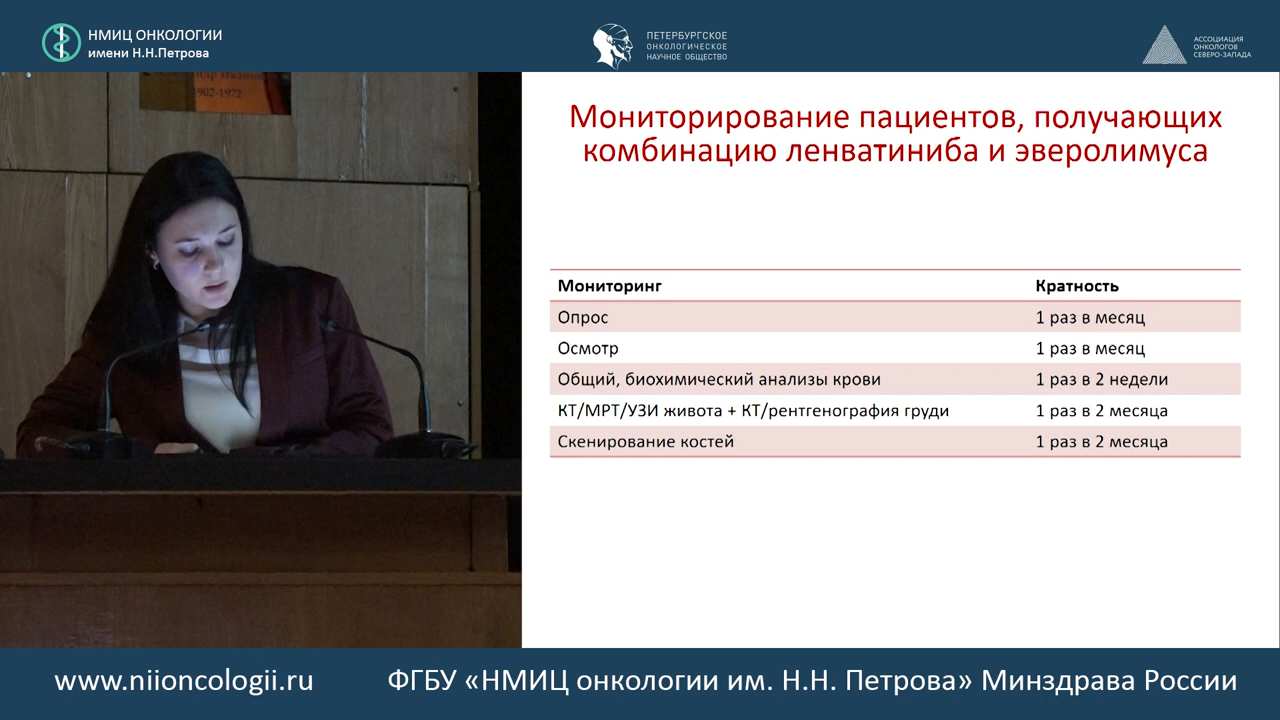 НМИЦ ОНКОЛОГИИ
имени Н.Н.Петрова
ПЕТЕРБУРГСКОЕ
ОНКОЛОГИЧЕСКОЕ
НАУЧНОЕ ОБЩЕСТВО
АССОЦИАЦИЯ
ОНКОЛОГОВ
СЕВЕРО-ЗАПАДА
902-1972
Мониторирование пациентов, получающих
комбинацию ленватиниба и эверолимуса
Мониторинг Кратность
Опрос 1 раз в месяц
Осмотр 1 раз в месяц
Общий, биохимический анализы крови 1 раз в 2 недели
КТ/МРТ/УЗИ живота + КТ/рентгенография груди 1 раз в 2 месяца
Скенирование костей 1 раз в 2 месяца
www.niioncologii.ru ФГБУ «НМИЦ онкологии им. Н.Н. Петрова» Минздрава России